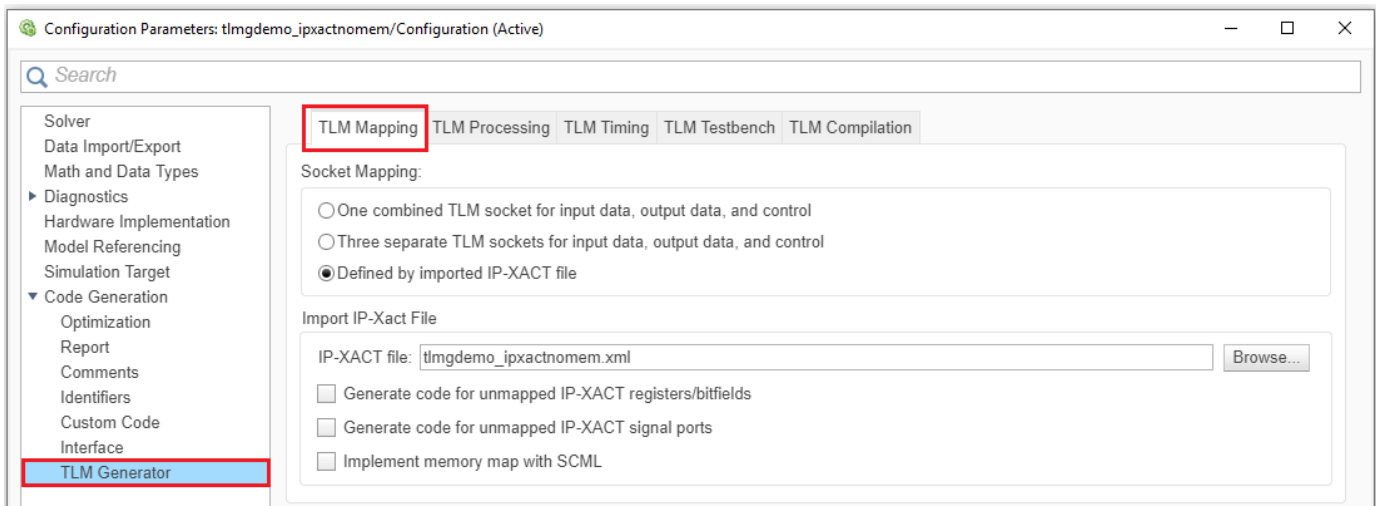 Configuration Parameters: tlmgdemo_ipxactnomem/Configuration (Active)
Search
Solver
Data Import/Export
Math and Data Types
Diagnostics
Hardware Implementation
Model Referencing
Simulation Target
Code Generation
Optimization
Report
Comments
Identifiers
Custom Code
Interface
TLM Generator
TLM Mapping TLM Processing TLM Timing TLM Testbench TLM Compilation
Socket Mapping:
One combined TLM socket for input data, output data, and control
Three separate TLM sockets for input data, output data, and control
Defined by imported IP-XACT file
Import IP-Xact File
IP-XACT file: tlmgdemo_ipxactnomem.xml Browse...
Generate code for unmapped IP-XACT registers/bitfields
Generate code for unmapped IP-XACT signal ports
Implement memory map with SCML